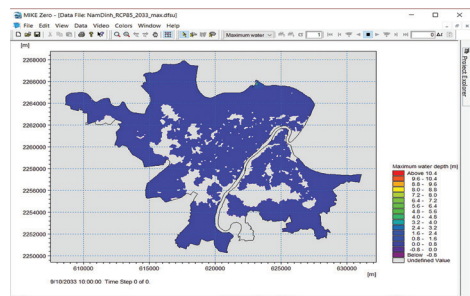 MIKE Zero - [Data File: NamDinh_RCF85_2033_max.dfsu]
File Edit View Data Video Colors Window Help
Maximum water
1
0
Δt
Project Explorer
[m]
2268000
2266000
2264000
2262000
2260000
2258000
2256000
2254000
2252000
2250000
610000 615000 620000 625000 630000
[m]
Maximum water depth [m]
Above 10.4
9.6 - 10.4
8.8 - 9.6
8.0 - 8.8
7.2 - 8.0
6.4 - 7.2
5.6 - 6.4
4.8 - 5.6
4.0 - 4.8
3.2 - 4.0
2.4 - 3.2
1.6 - 2.4
0.8 - 1.6
0.0 - 0.8
-0.8 - 0.0
Below -0.8
Undefined Value
9/10/2033 10:00:00 Time Step 0 of 0